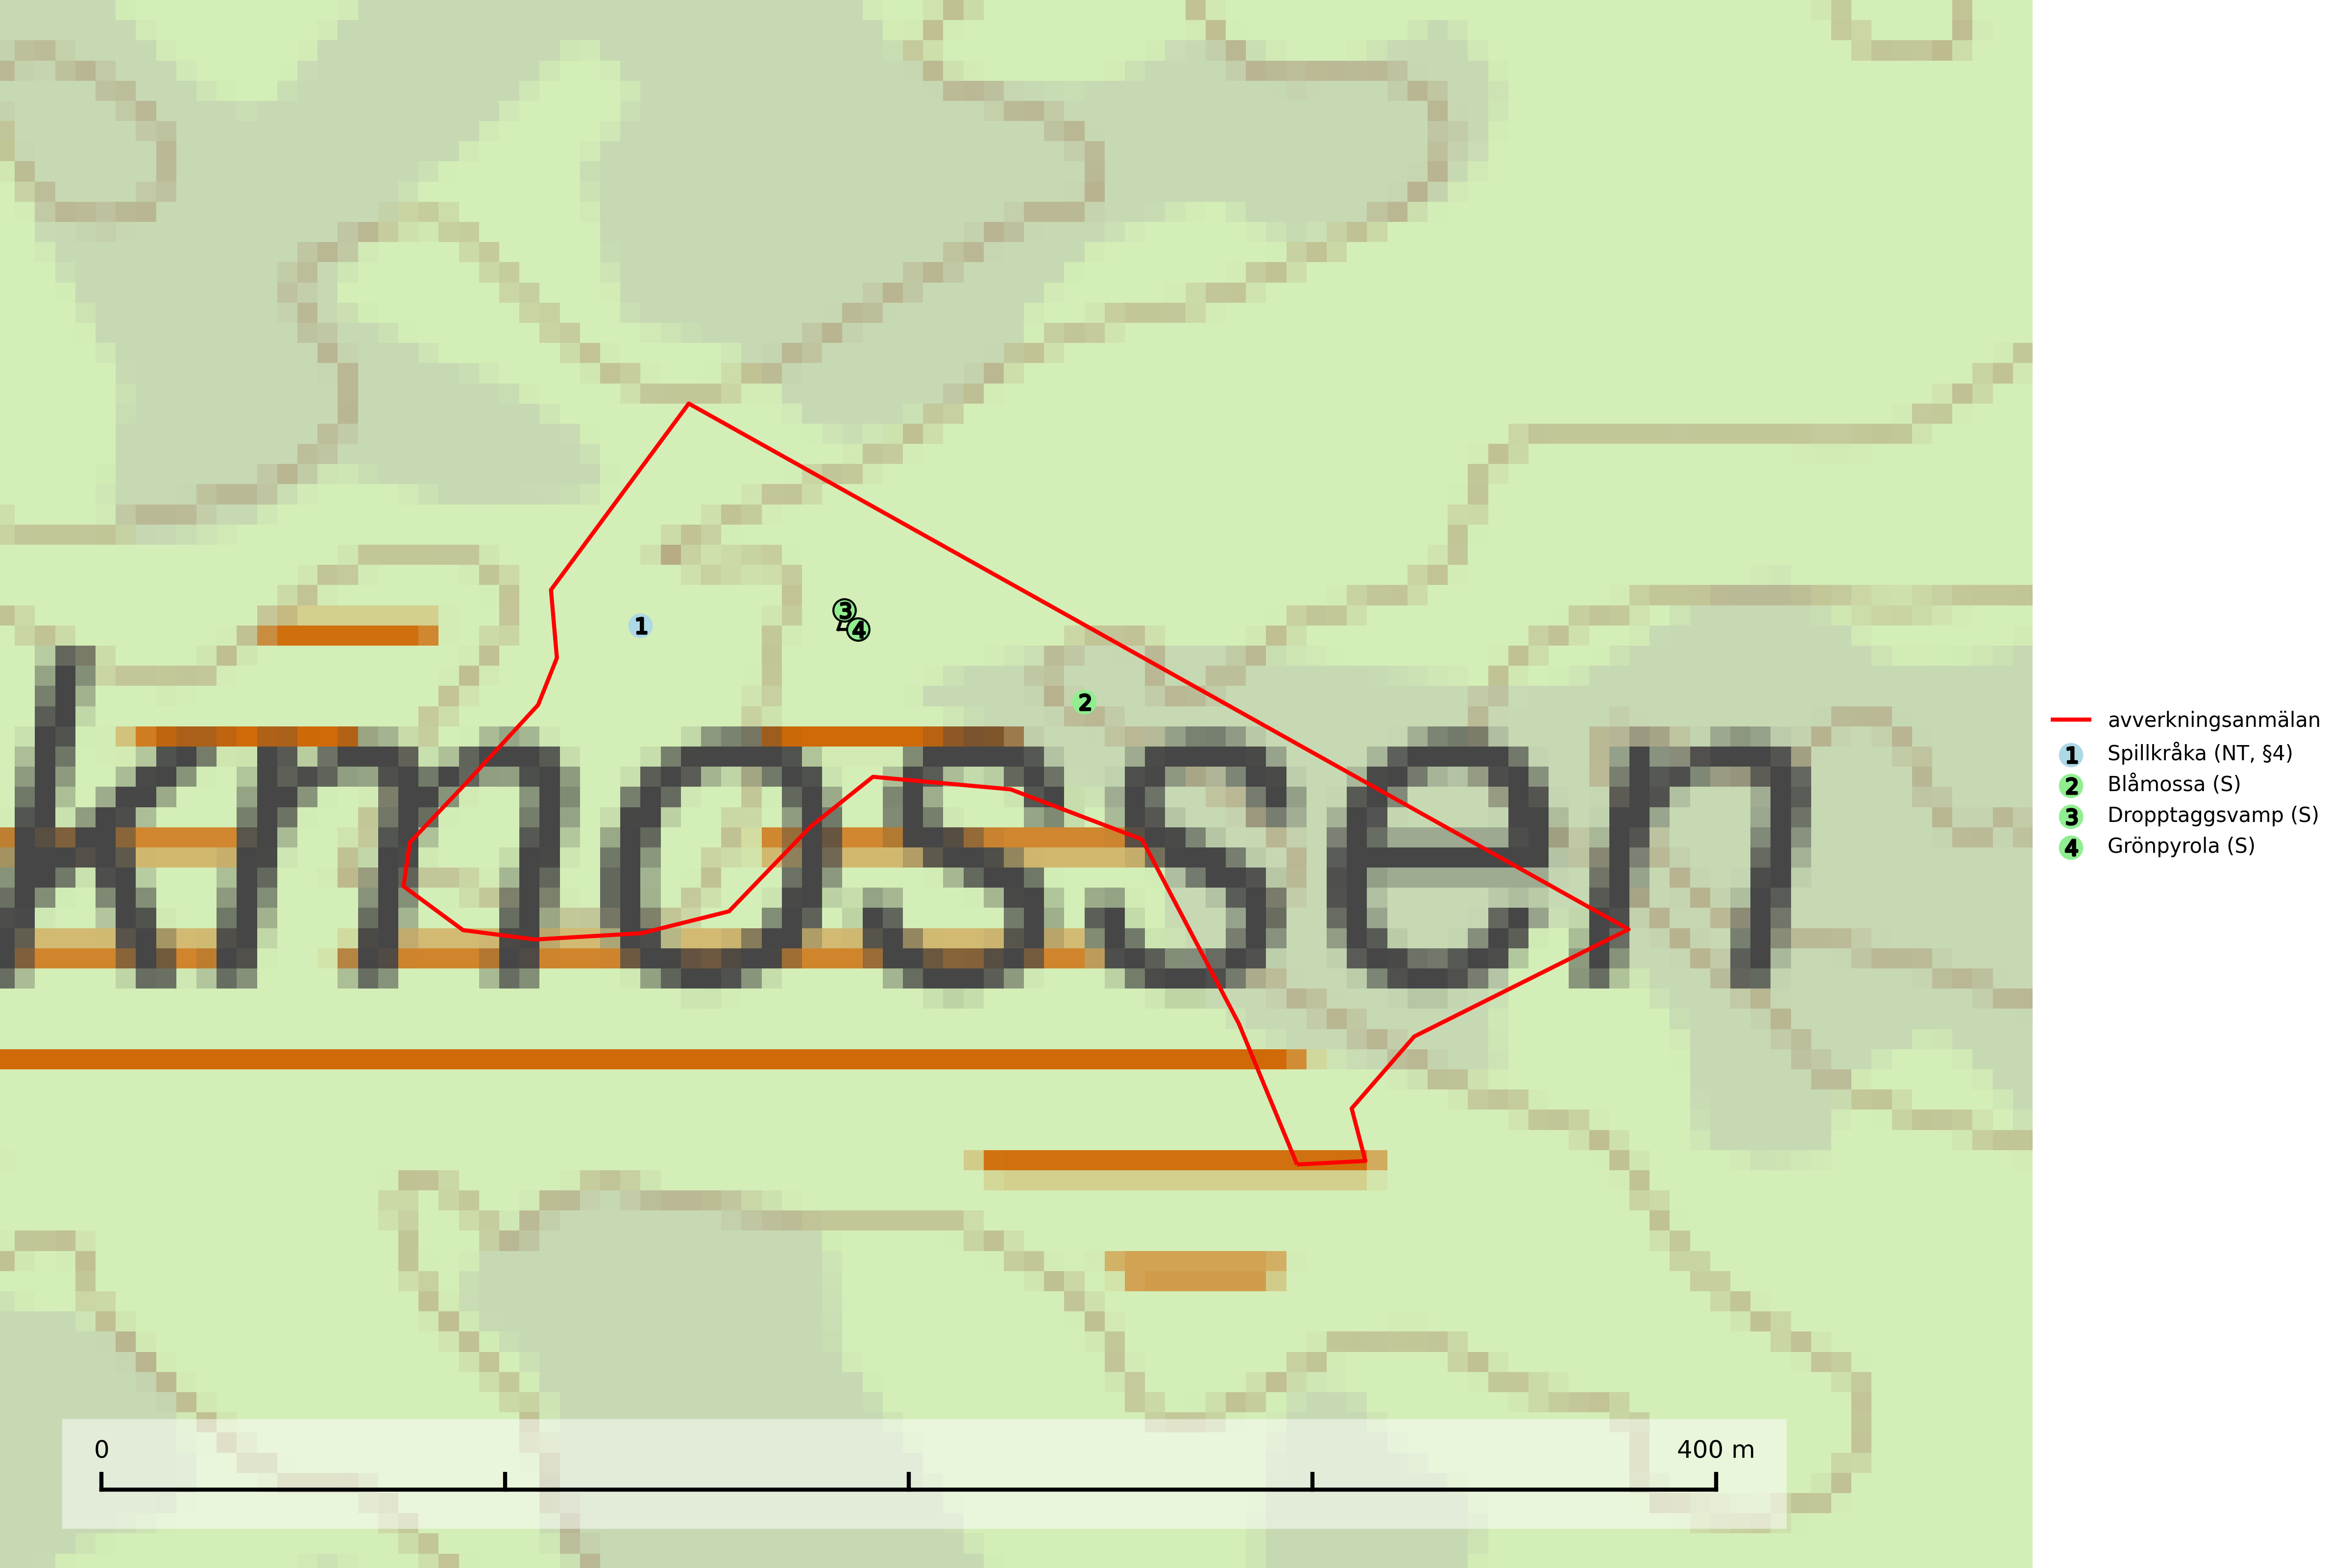 kmossen
1
3
4
2
avverkningsanmälan
1 Spillkråka (NT, §4)
2 Blåmossa (S)
3 Dropptaggsvamp (S)
4 Grönpyrola (S)
0 400 m